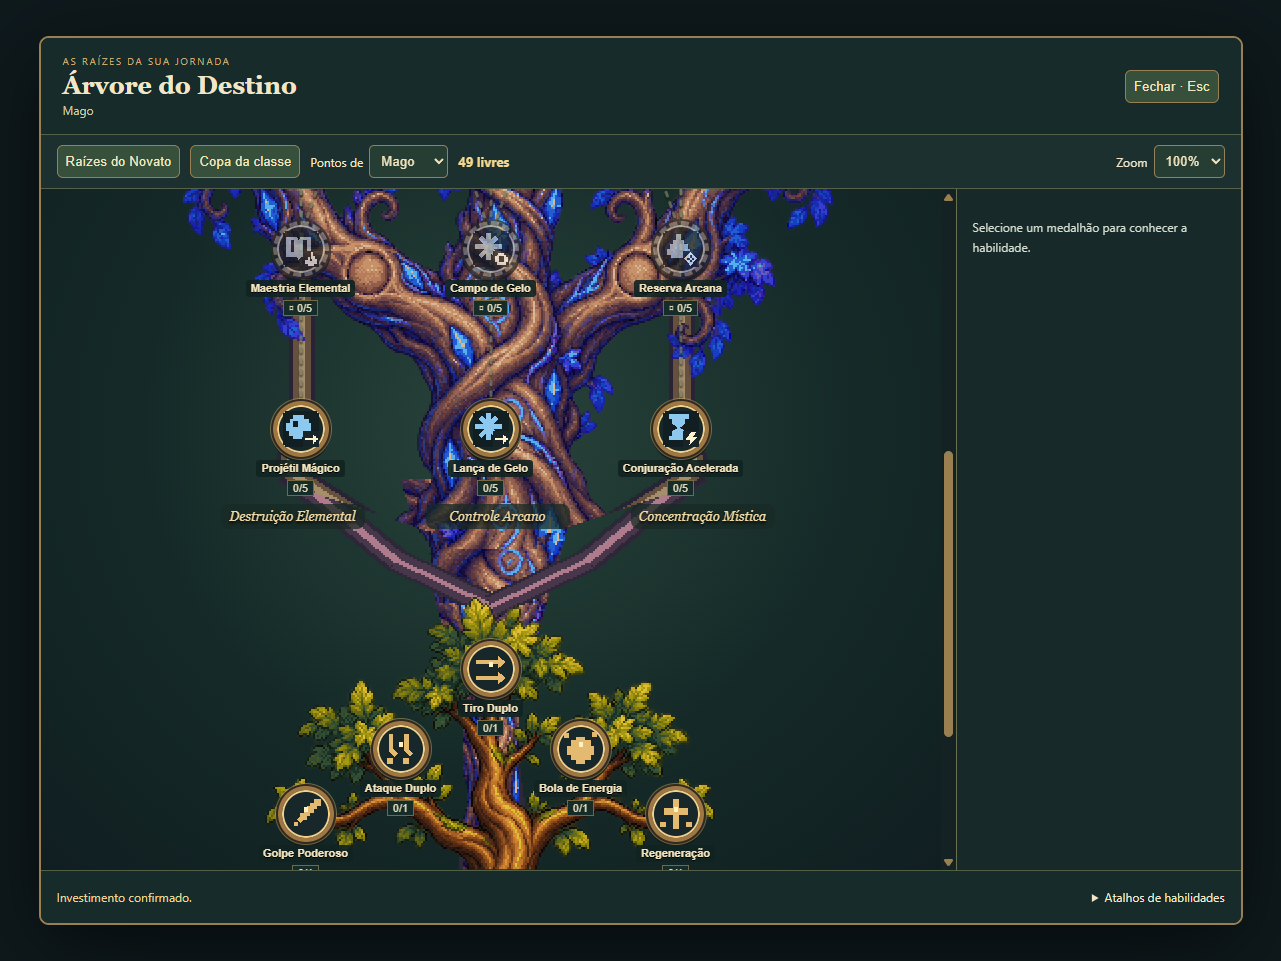 AS RAÍZES DA SUA JORNADA
Árvore do Destino
Mago
Fechar · Esc
Raízes do Novato
Copa da classe
Pontos de
Mago
49 livres
Zoom
100%
Selecione um medalhão para conhecer a
habilidade.
Maestria Elemental
Campo de Gelo
Reserva Arcana
¤ 0/5
¤ 0/5
¤ 0/5
Projétil Mágico
Lança de Gelo
Conjuração Acelerada
0/5
0/5
0/5
Destruição Elemental
Controle Arcano
Concentração Mística
Tiro Duplo
0/1
Ataque Duplo
Bola de Energia
0/1
0/1
Golpe Poderoso
Regeneração
Investimento confirmado.
Atalhos de habilidades